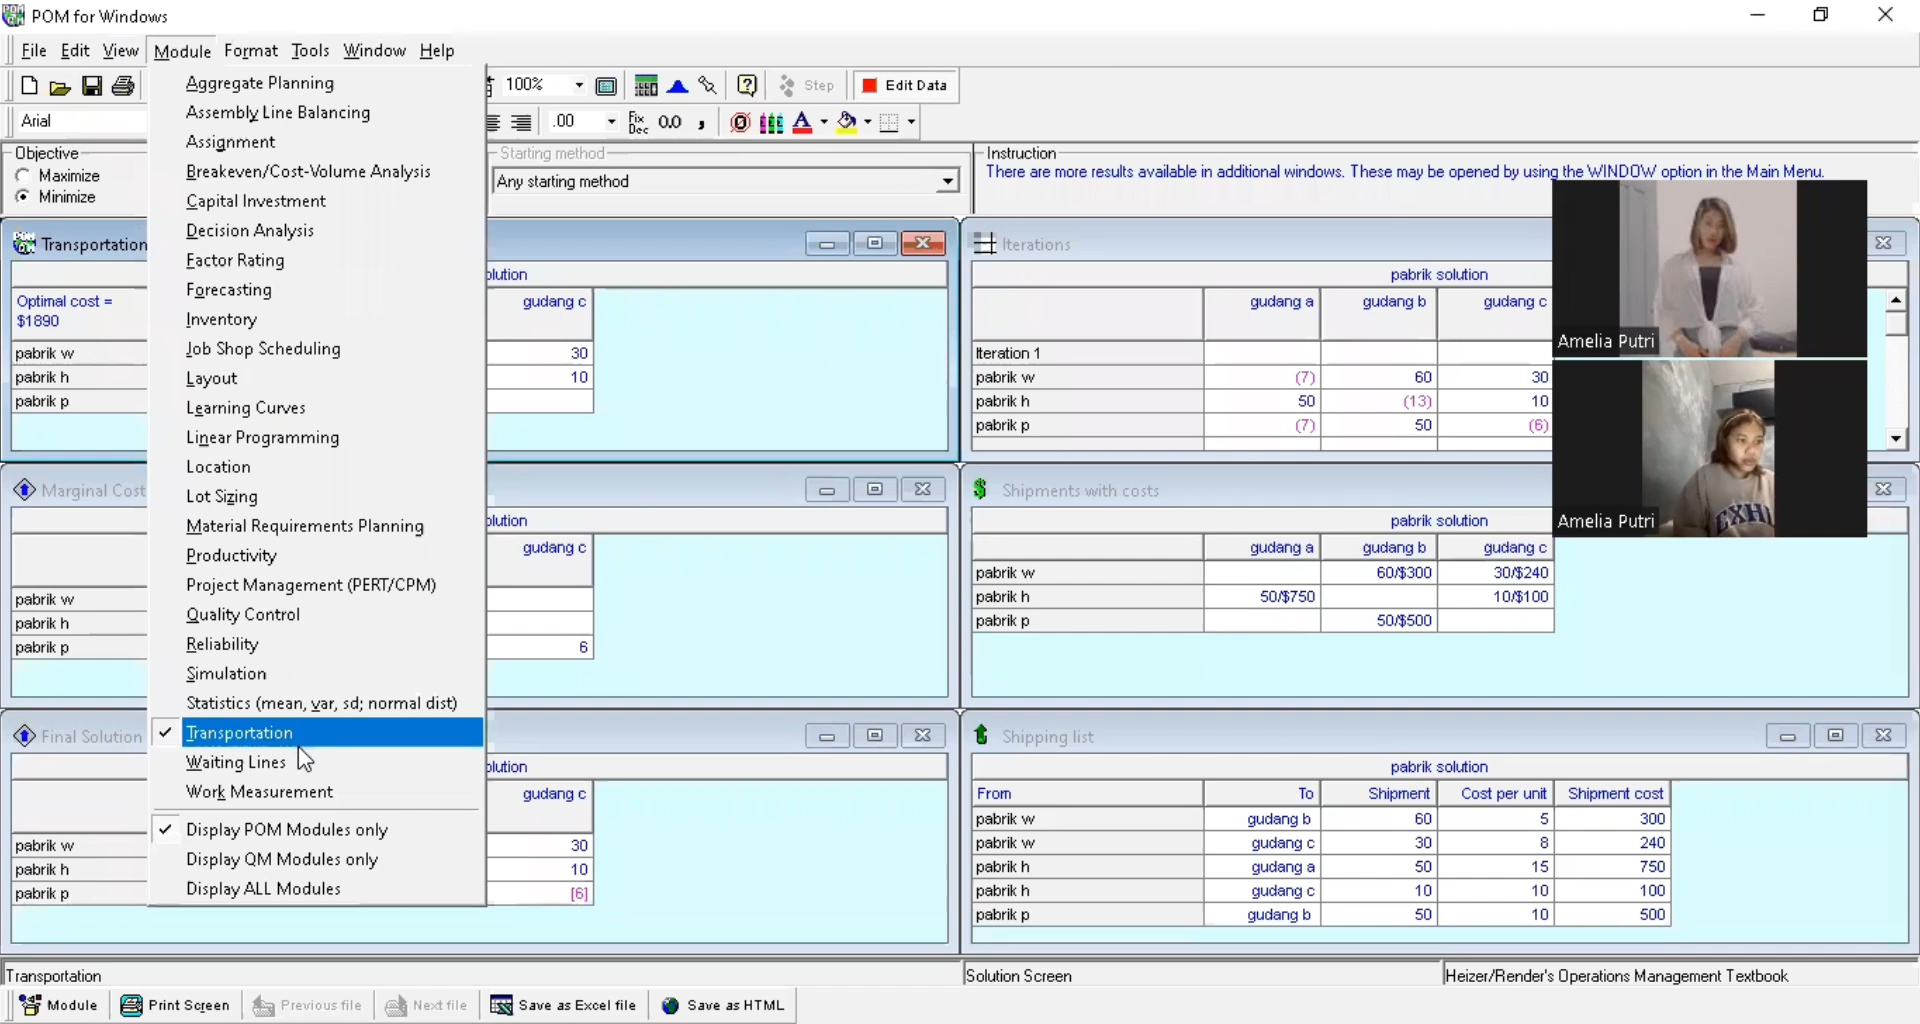 POM for Windows
File Edit View Module Format Tools Window Help
100% Step Edit Data
Arial .00 Fix Dec 0.0 ,
Objective
Maximize
Minimize
Starting method
Any starting method
Instruction
There are more results available in additional windows. These may be opened by using the WINDOW option in the Main Menu.
Aggregate Planning
Assembly Line Balancing
Assignment
Breakeven/Cost-Volume Analysis
Capital Investment
Decision Analysis
Factor Rating
Forecasting
Inventory
Job Shop Scheduling
Layout
Learning Curves
Linear Programming
Location
Lot Sizing
Material Requirements Planning
Productivity
Project Management (PERT/CPM)
Quality Control
Reliability
Simulation
Statistics (mean, var, sd; normal dist)
Transportation
Waiting Lines
Work Measurement
Display POM Modules only
Display QM Modules only
Display ALL Modules
Transportation
Optimal cost =
$1890
gudang c
pabrik w 30
pabrik h 10
pabrik p
Iterations
pabrik solution
gudang a gudang b gudang c
Iteration 1
pabrik w (7) 60 30
pabrik h 50 (13) 10
pabrik p (7) 50 (6)
Amelia Putri
Amelia Putri
Marginal Cost
gudang c
pabrik w
pabrik h
pabrik p 6
Shipments with costs
pabrik solution
gudang a gudang b gudang c
pabrik w 60/$300 30/$240
pabrik h 50/$750 10/$100
pabrik p 50/$500
Final Solution
gudang c
pabrik w 30
pabrik h 10
pabrik p [6]
Shipping list
pabrik solution
From To Shipment Cost per unit Shipment cost
pabrik w gudang b 60 5 300
pabrik w gudang c 30 8 240
pabrik h gudang a 50 15 750
pabrik h gudang c 10 10 100
pabrik p gudang b 50 10 500
Transportation Solution Screen Heizer/Render's Operations Management Textbook
Module Print Screen Previous file Next file Save as Excel file Save as HTML